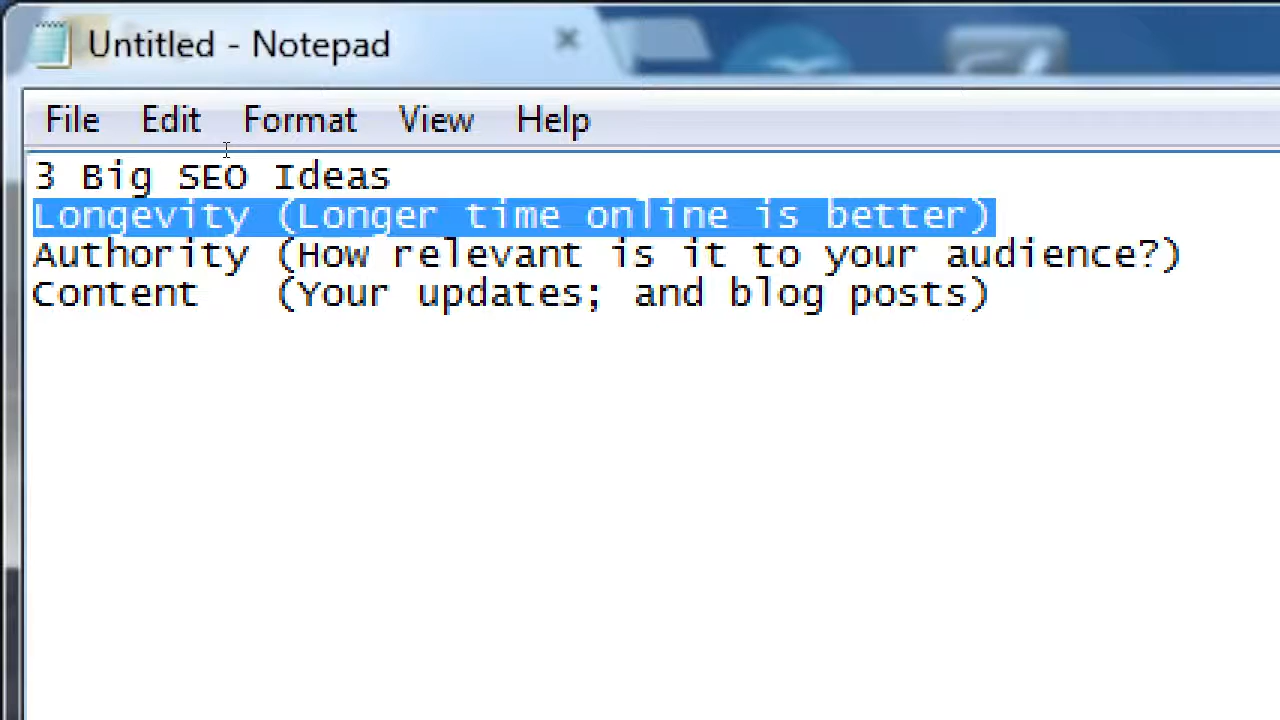 Untitled - Notepad
File Edit Format View Help
3 Big SEO Ideas
Longevity (Longer time online is better)
Authority (How relevant is it to your audience?)
Content   (Your updates; and blog posts)